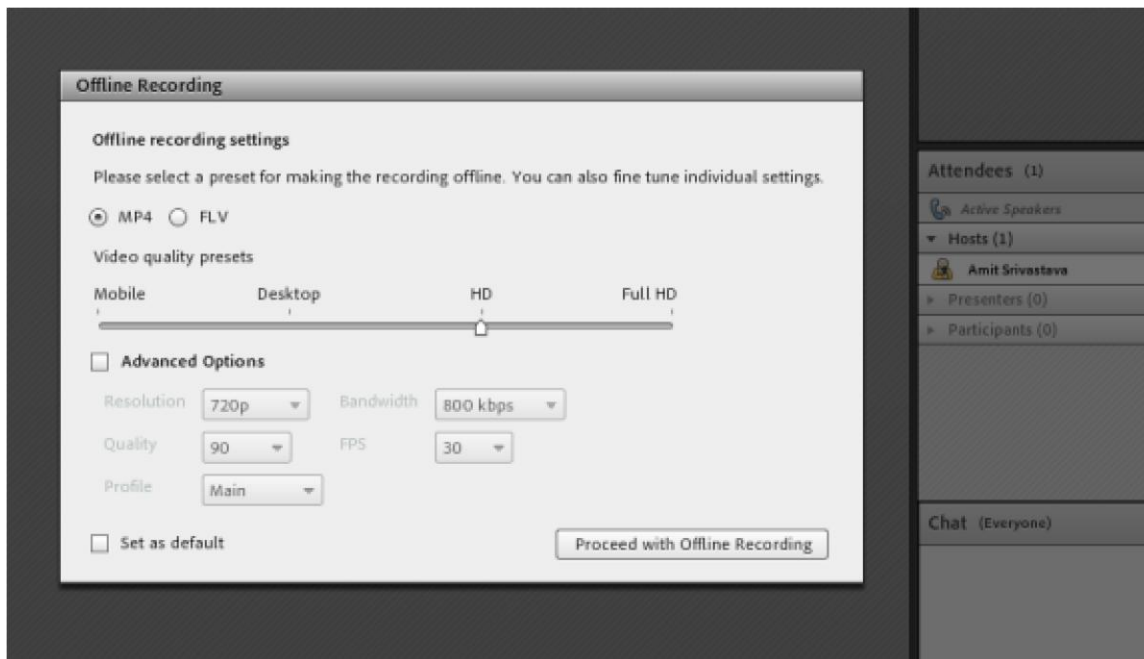 Offline Recording
Offline recording settings
Please select a preset for making the recording offline. You can also fine tune individual settings.
MP4 FLV
Video quality presets
Mobile Desktop HD Full HD
Advanced Options
Resolution 720p Bandwidth 800 kbps
Quality 90 FPS 30
Profile Main
Set as default Proceed with Offline Recording
Attendees (1)
Active Speakers
Hosts (1)
Amit Srivastava
Presenters (0)
Participants (0)
Chat (Everyone)